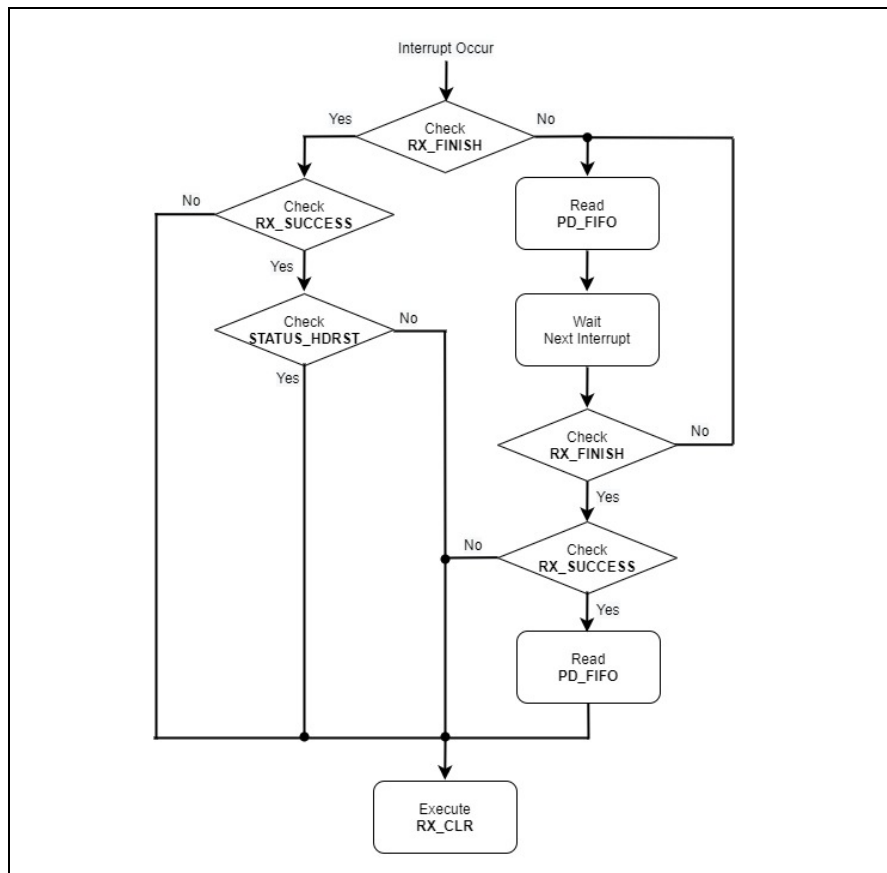 Interrupt Occur
Yes
No
Check
RX_FINISH
No
Check
RX_SUCCESS
Read
PD_FIFO
Yes
Check
STATUS_HDRST
No
Wait
Next Interrupt
Yes
Check
RX_FINISH
No
Yes
No
Check
RX_SUCCESS
Yes
Read
PD_FIFO
Execute
RX_CLR